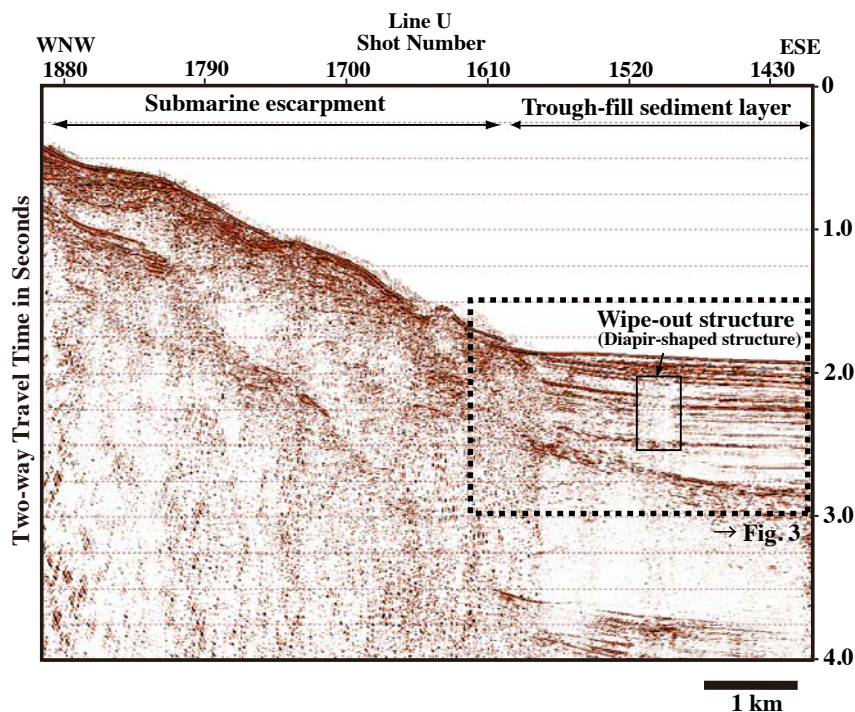 Line U
WNW Shot Number ESE
1880 1790 1700 1610 1520 1430
0
Submarine escarpment Trough-fill sediment layer
1.0
Wipe-out structure
(Diapir-shaped structure)
2.0
3.0
→ Fig. 3
4.0
1 km
Two-way Travel Time in Seconds